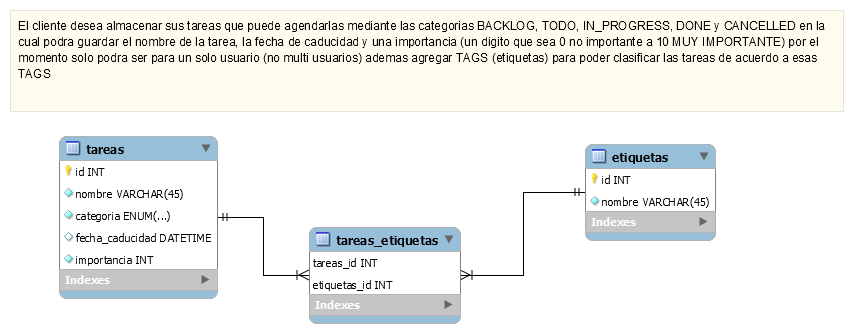 El cliente desea almacenar sus tareas que puede agendarlas mediante las categorias BACKLOG, TODO, IN_PROGRESS, DONE y CANCELLED en la
cual podra guardar el nombre de la tarea, la fecha de caducidad y una importancia (un digito que sea 0 no importante a 10 MUY IMPORTANTE) por el
momento solo podra ser para un solo usuario (no multi usuarios) ademas agregar TAGS (etiquetas) para poder clasificar las tareas de acuerdo a esas
TAGS
tareas
id INT
nombre VARCHAR(45)
categoria ENUM(...)
fecha_caducidad DATETIME
importancia INT
Indexes
tareas_etiquetas
tareas_id INT
etiquetas_id INT
Indexes
etiquetas
id INT
nombre VARCHAR(45)
Indexes